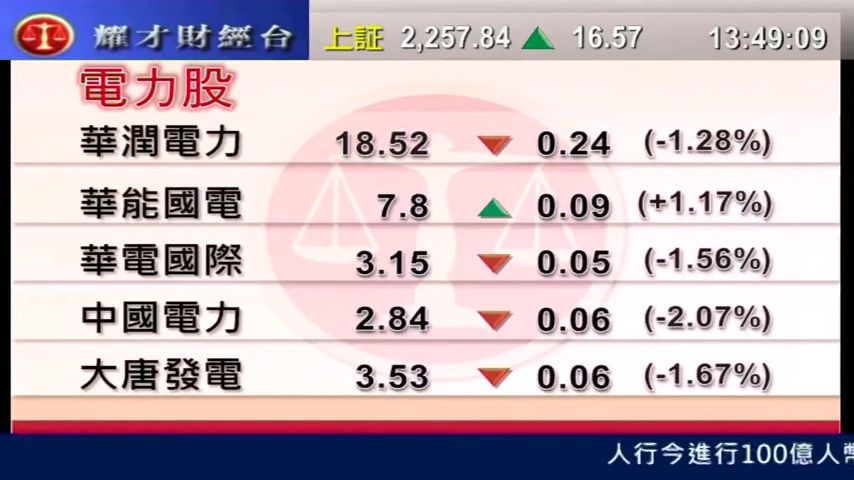 耀才財經台 上証 2,257.84 ▲ 16.57 13:49:09
電力股
華潤電力 18.52 ▼ 0.24 (-1.28%)
華能國電 7.8 ▲ 0.09 (+1.17%)
華電國際 3.15 ▼ 0.05 (-1.56%)
中國電力 2.84 ▼ 0.06 (-2.07%)
大唐發電 3.53 ▼ 0.06 (-1.67%)
人行今進行100億人